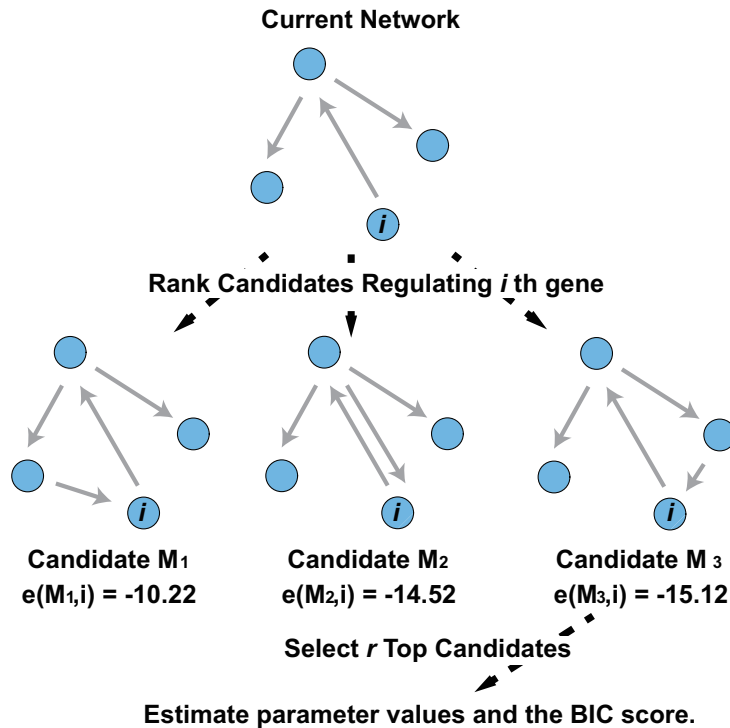 Current Network
i
Rank Candidates Regulating i th gene
i
i
i
Candidate M1
e(M1,i) = -10.22
Candidate M2
e(M2,i) = -14.52
Candidate M 3
e(M3,i) = -15.12
Select r Top Candidates
Estimate parameter values and the BIC score.